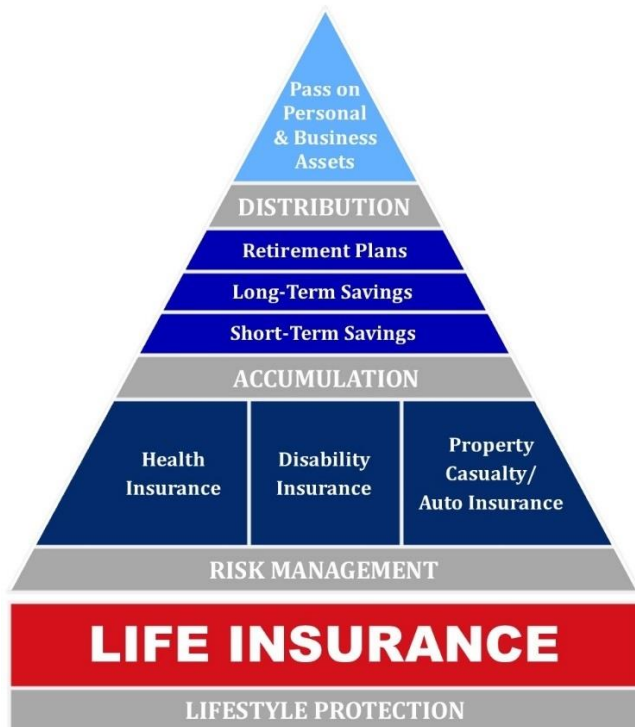 Pass on
Personal
& Business
Assets
DISTRIBUTION
Retirement Plans
Long-Term Savings
Short-Term Savings
ACCUMULATION
Health
Insurance
Disability
Insurance
Property
Casualty/
Auto Insurance
RISK MANAGEMENT
LIFE INSURANCE
LIFESTYLE PROTECTION